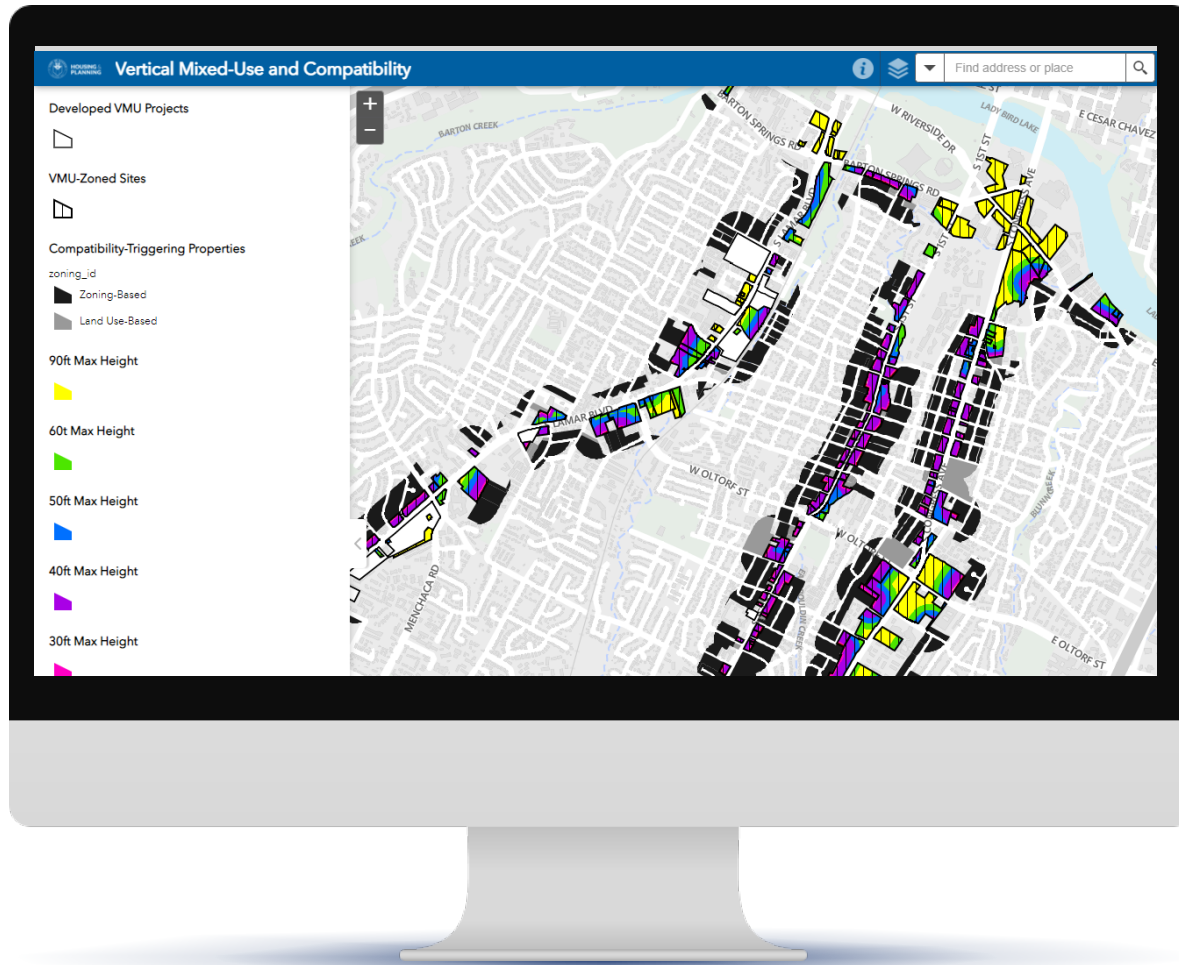 HOUSING &
PLANNING
Vertical Mixed-Use and Compatibility
Find address or place
Developed VMU Projects
VMU-Zoned Sites
Compatibility-Triggering Properties
zoning_id
Zoning-Based
Land Use-Based
90ft Max Height
60t Max Height
50ft Max Height
40ft Max Height
30ft Max Height
+
−
BARTON CREEK
BARTON SPRINGS RD
W RIVERSIDE DR
LADY BIRD LAKE
E CESAR CHAVEZ
S 1ST ST
BARTON SPRINGS RD
LAMAR BLVD
W OLTORF ST
MENCHACA RD
BLUNN CREEK
E OLTORF ST